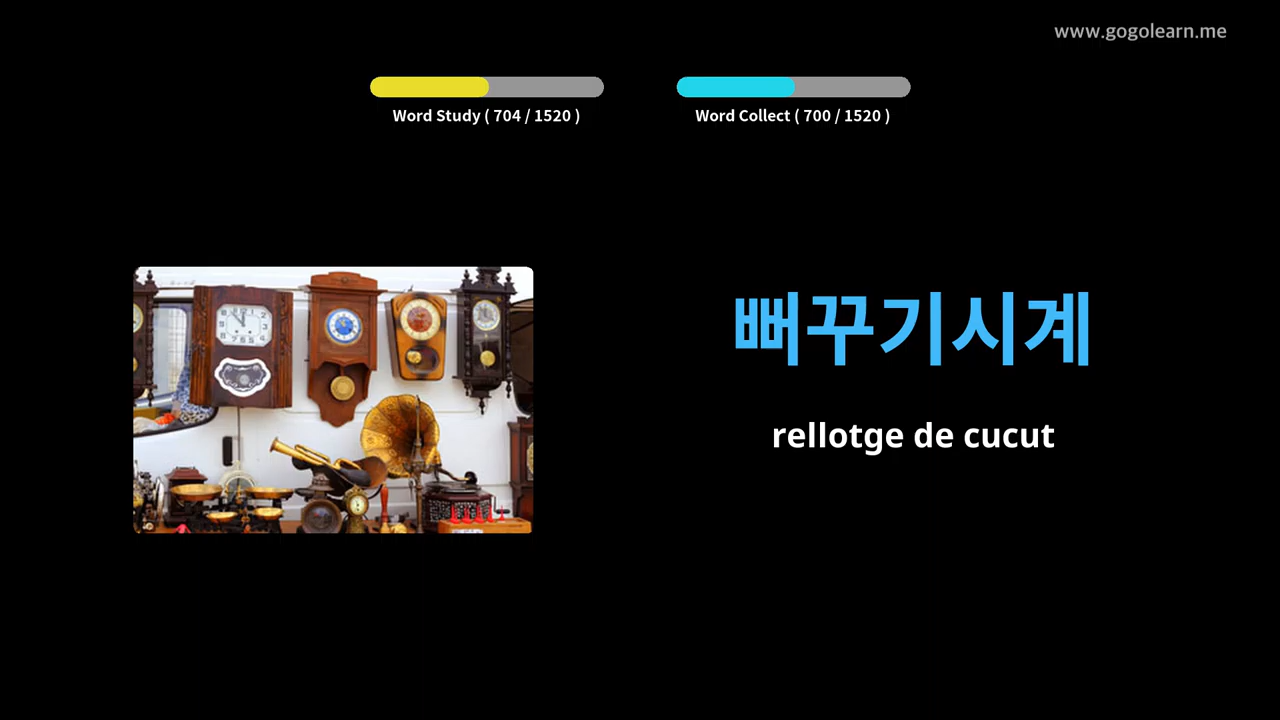 www.gogolearn.me
Word Study ( 704 / 1520 )
Word Collect ( 700 / 1520 )
뻐꾸기시계
rellotge de cucut